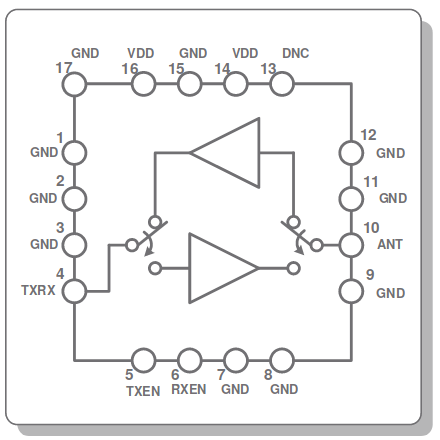 GND VDD GND VDD DNC
17 16 15 14 13
1
GND
2
GND
3
GND
4
TXRX
12
GND
11
GND
10
ANT
9
GND
5 6 7 8
TXEN RXEN GND GND